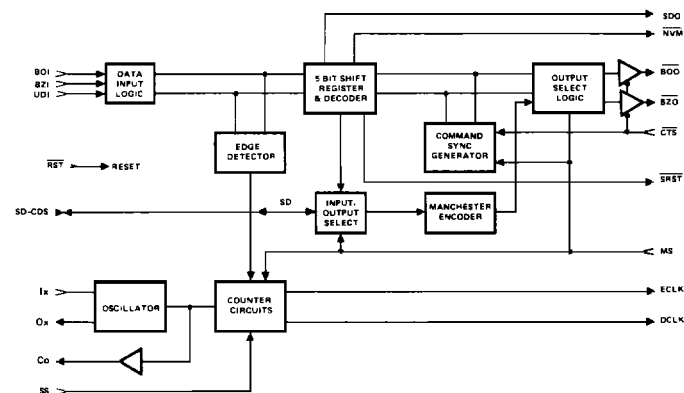 SDO
NVM
BOI
BZI
UDI
DATA
INPUT
LOGIC
5 BIT SHIFT
REGISTER
& DECODER
OUTPUT
SELECT
LOGIC
BOO
BZO
EDGE
DETECTOR
COMMAND
SYNC
GENERATOR
CTS
RST
RESET
SRST
SD-CDS
SD
INPUT,
OUTPUT
SELECT
MANCHESTER
ENCODER
MS
Ix
Ox
OSCILLATOR
COUNTER
CIRCUITS
ECLK
DCLK
Co
SS